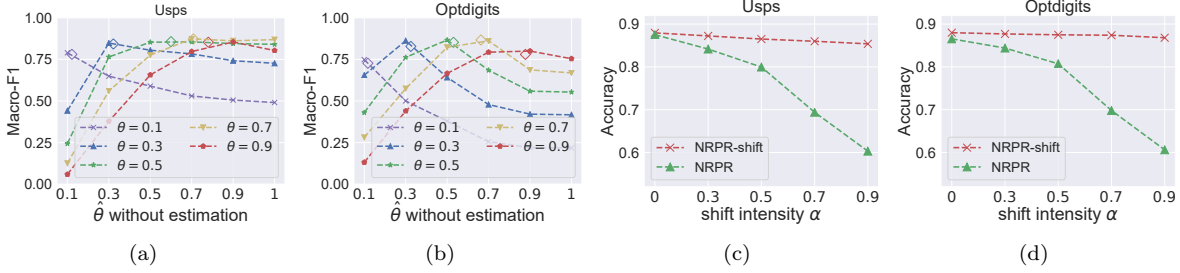 Usps
Macro-F1
1.00
0.75
0.50
0.25
0.00
θ = 0.1
θ = 0.3
θ = 0.5
θ = 0.7
θ = 0.9
0.1 0.3 0.5 0.7 0.9 1
θ̂ without estimation
(a)
Optdigits
Macro-F1
1.00
0.75
0.50
0.25
0.00
θ = 0.1
θ = 0.3
θ = 0.5
θ = 0.7
θ = 0.9
0.1 0.3 0.5 0.7 0.9 1
θ̂ without estimation
(b)
Usps
Accuracy
0.9
0.8
0.7
0.6
NRPR-shift
NRPR
0 0.3 0.5 0.7 0.9
shift intensity α
(c)
Optdigits
Accuracy
0.9
0.8
0.7
0.6
NRPR-shift
NRPR
0 0.3 0.5 0.7 0.9
shift intensity α
(d)